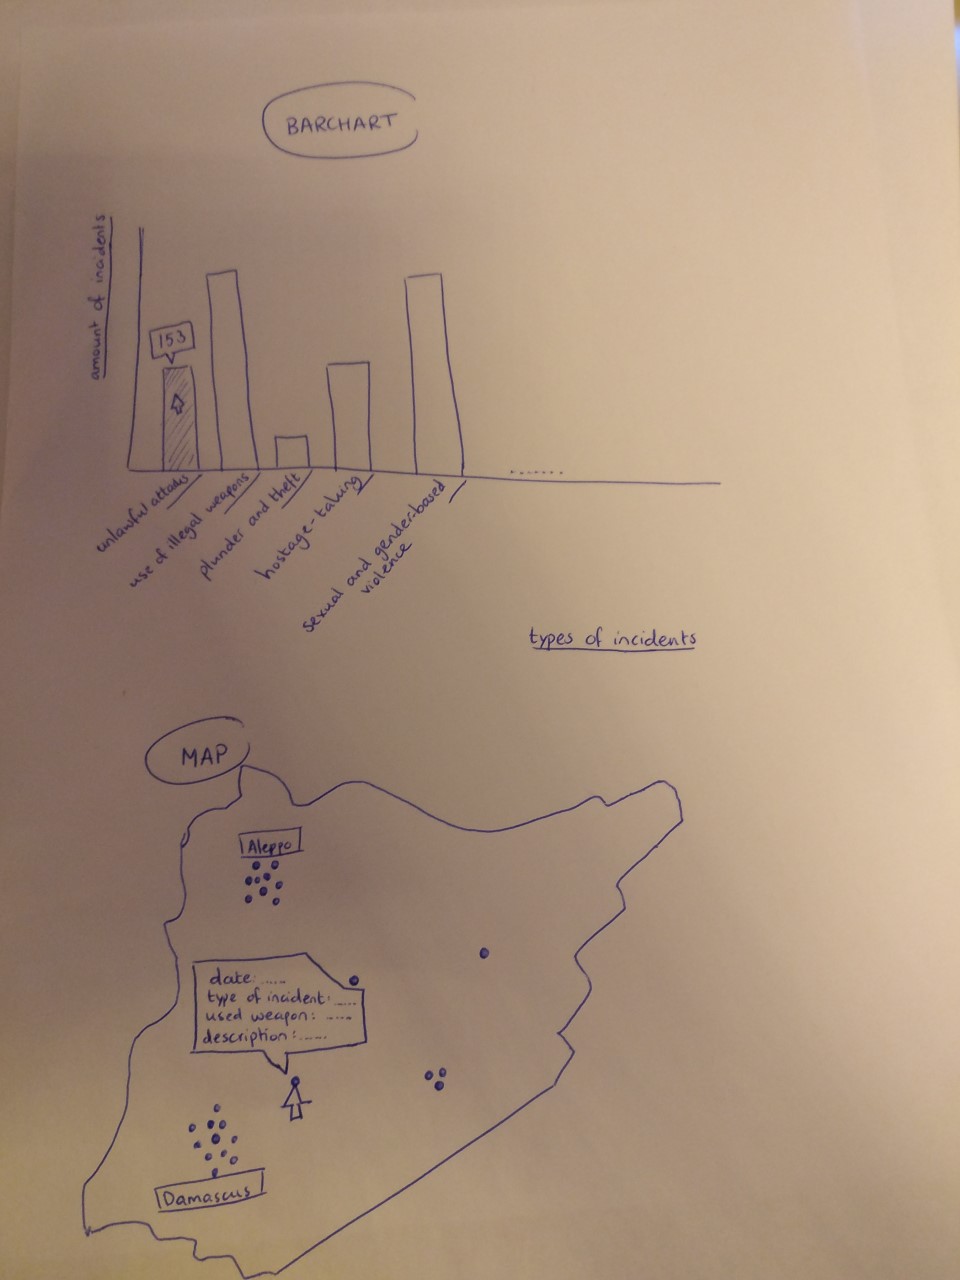 BARCHART
amount of incidents
153
unlawful attacks
use of illegal weapons
plunder and theft
hostage-taking
sexual and gender-based
violence
.......
types of incidents
MAP
Aleppo
date: .....
type of incident: .....
used weapon: .....
description: .....
Damascus